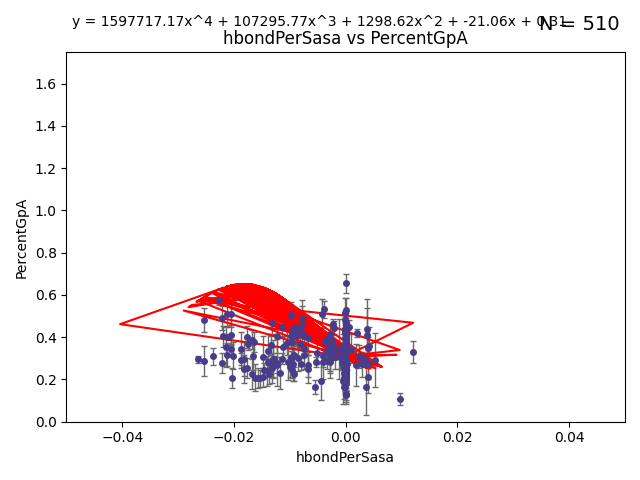 y = 1597717.17x^4 + 107295.77x^3 + 1298.62x^2 + -21.06x + 0.31
N = 510
hbondPerSasa vs PercentGpA
1.6
1.4
1.2
1.0
0.8
0.6
0.4
0.2
0.0
PercentGpA
−0.04 −0.02 0.00 0.02 0.04
hbondPerSasa